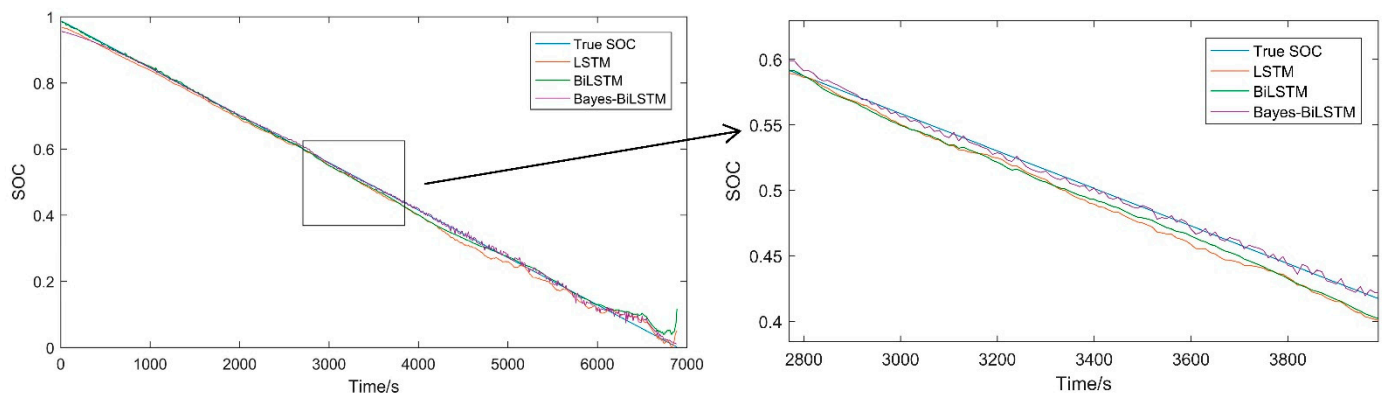 1
0.8
0.6
0.4
0.2
0
SOC
0 1000 2000 3000 4000 5000 6000 7000
Time/s
True SOC
LSTM
BiLSTM
Bayes-BiLSTM
0.6
0.55
0.5
0.45
0.4
SOC
2800 3000 3200 3400 3600 3800
Time/s
True SOC
LSTM
BiLSTM
Bayes-BiLSTM